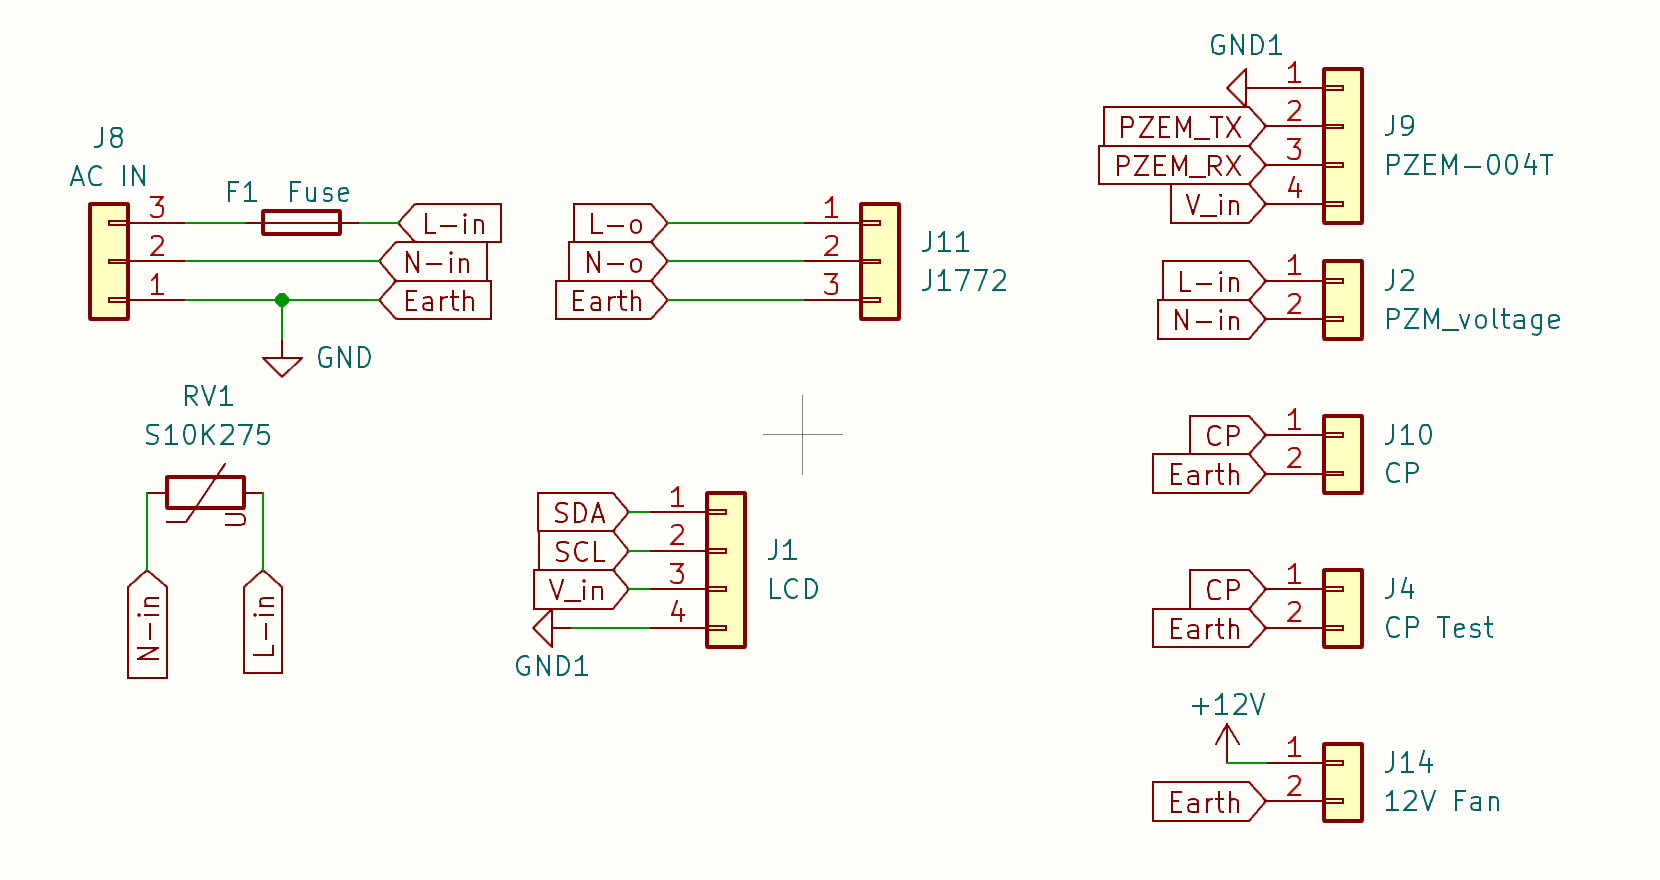 J8
AC IN
3
2
1
F1 Fuse
L-in
N-in
Earth
GND
L-o
N-o
Earth
1
2
3
J11
J1772
RV1
S10K275
U
N-in
L-in
SDA
SCL
V_in
GND1
1
2
3
4
J1
LCD
GND1
PZEM_TX
PZEM_RX
V_in
1
2
3
4
J9
PZEM-004T
L-in
N-in
1
2
J2
PZM_voltage
CP
Earth
1
2
J10
CP
CP
Earth
1
2
J4
CP Test
+12V
Earth
1
2
J14
12V Fan